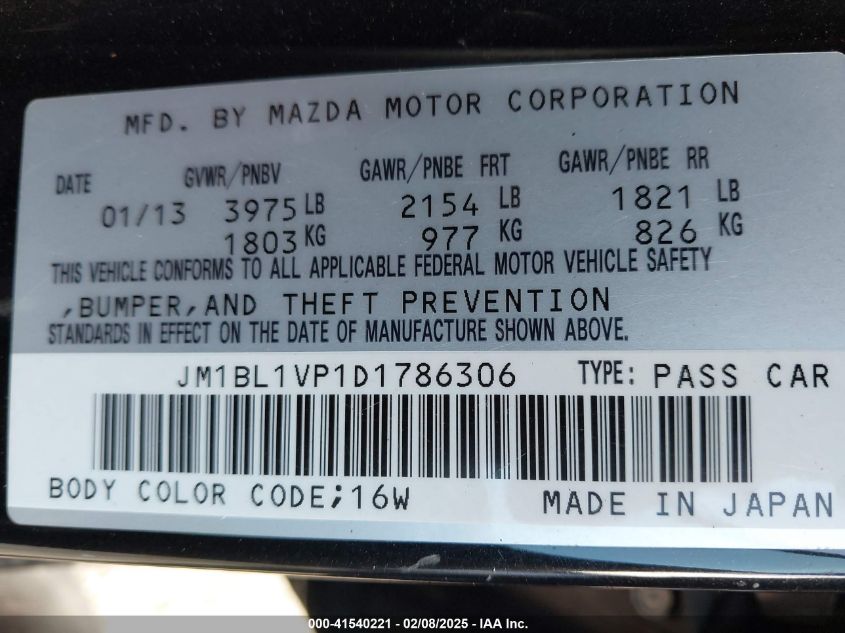 MFD. BY MAZDA MOTOR CORPORATION
DATE GVWR/PNBV GAWR/PNBE FRT GAWR/PNBE RR
01/13 3975 LB 2154 LB 1821 LB
1803 KG 977 KG 826 KG
THIS VEHICLE CONFORMS TO ALL APPLICABLE FEDERAL MOTOR VEHICLE SAFETY
,BUMPER,AND THEFT PREVENTION
STANDARDS IN EFFECT ON THE DATE OF MANUFACTURE SHOWN ABOVE.
JM1BL1VP1D1786306 TYPE: PASS CAR
BODY COLOR CODE;16W MADE IN JAPAN
000-41540221 - 02/08/2025 - IAA Inc.